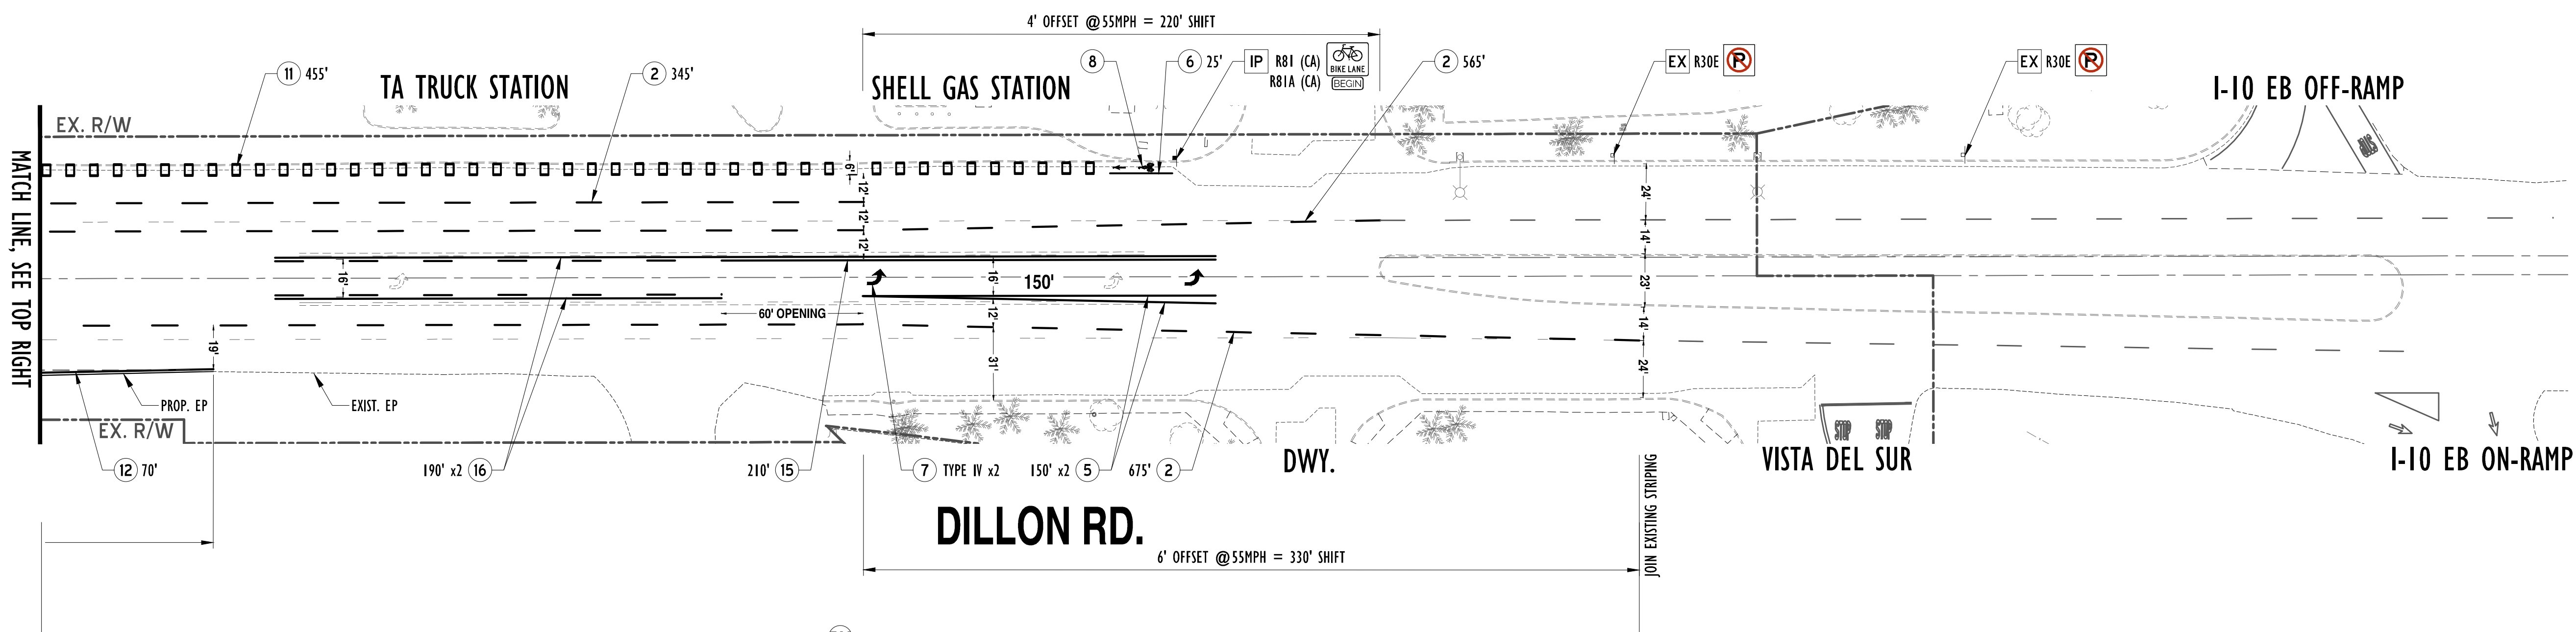 4' OFFSET @55MPH = 220' SHIFT
11 455'
TA TRUCK STATION
2 345'
SHELL GAS STATION
8
6 25'
IP R81 (CA)
R81A (CA)
BIKE LANE
BEGIN
2 565'
EX R30E P
EX R30E P
I-10 EB OFF-RAMP
EX. R/W
MATCH LINE, SEE TOP RIGHT
STOP
6'
12'
12'
12'
24'
14'
23'
14'
24'
16'
16'
150'
12'
31'
60' OPENING
19'
PROP. EP
EXIST. EP
EX. R/W
12 70'
190' x2 16
210' 15
7 TYPE IV x2
150' x2 5
675' 2
DWY.
JOIN EXISTING STRIPING
STOP STOP
VISTA DEL SUR
I-10 EB ON-RAMP
DILLON RD.
6' OFFSET @55MPH = 330' SHIFT